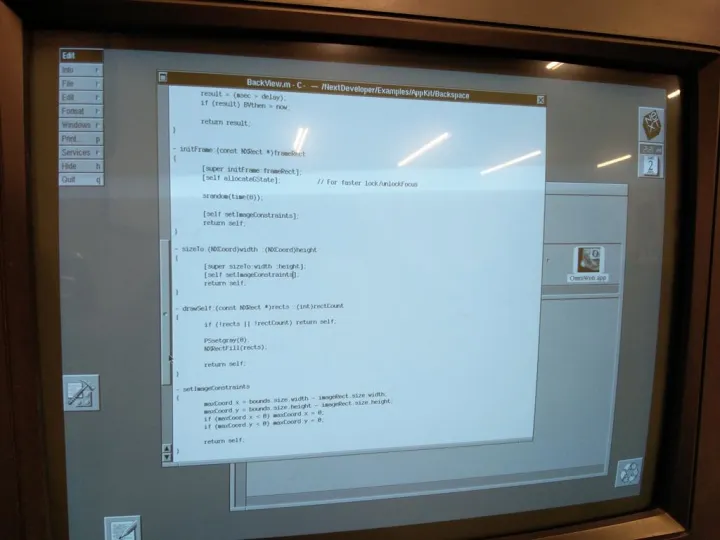 Edit
Info r
File r
Edit r
Format r
Windows r
Print... p
Services r
Hide h
Quit q
BackView.m - C - — /NextDeveloper/Examples/AppKit/Backspace
result = (msec > delay);
if (result) BVthen = now;
return result;
}
- initFrame:(const NXRect *)frameRect
{
[super initFrame:frameRect];
[self allocateGState]; // For faster lock/unlockFocus
srandom(time(0));
[self setImageConstraints];
return self;
}
- sizeTo:(NXCoord)width :(NXCoord)height
{
[super sizeTo:width :height];
[self setImageConstraints];
return self;
}
- drawSelf:(const NXRect *)rects :(int)rectCount
{
if (!rects || !rectCount) return self;
PSsetgray(0);
NXRectFill(rects);
return self;
}
- setImageConstraints
{
maxCoord.x = bounds.size.width - imageRect.size.width;
maxCoord.y = bounds.size.height - imageRect.size.height;
if (maxCoord.x < 0) maxCoord.x = 0;
if (maxCoord.y < 0) maxCoord.y = 0;
return self;
}
OmniWeb.app